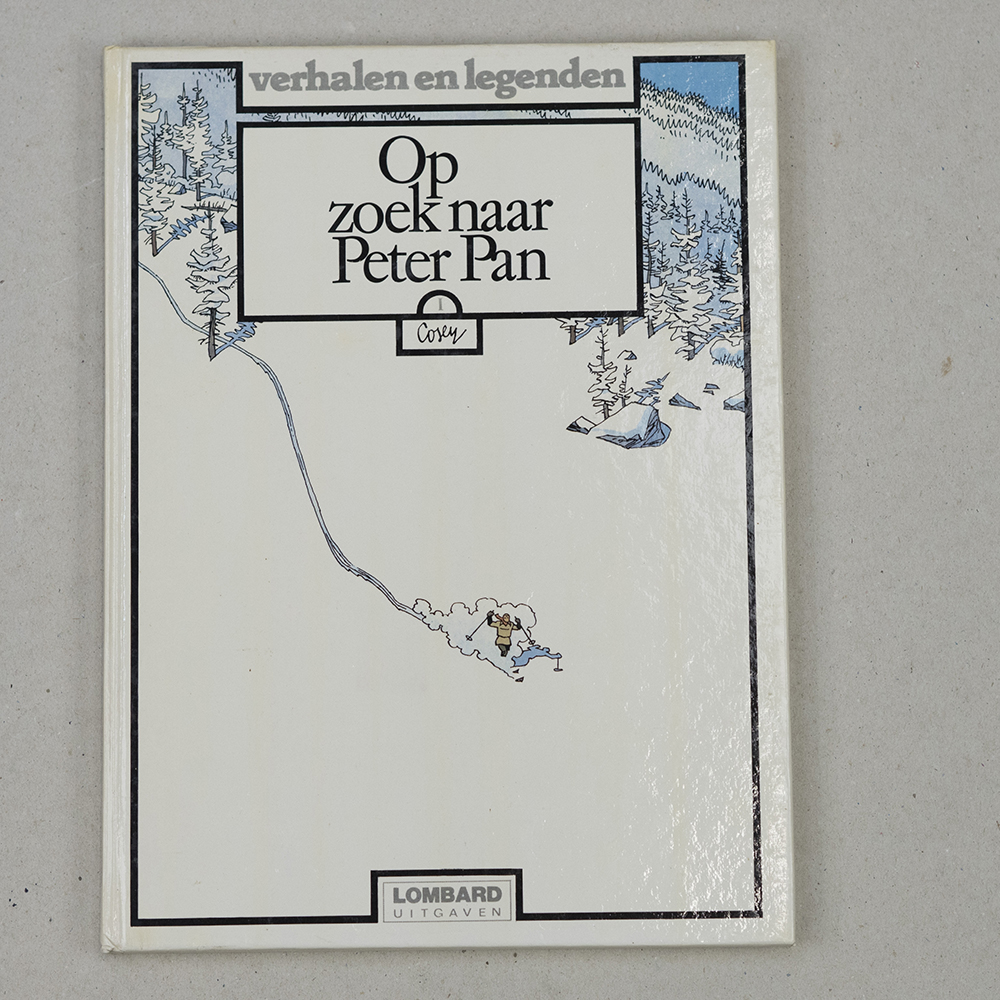 verhalen en legenden
Op
zoek naar
Peter Pan
1
Cosey
LOMBARD
UITGAVEN